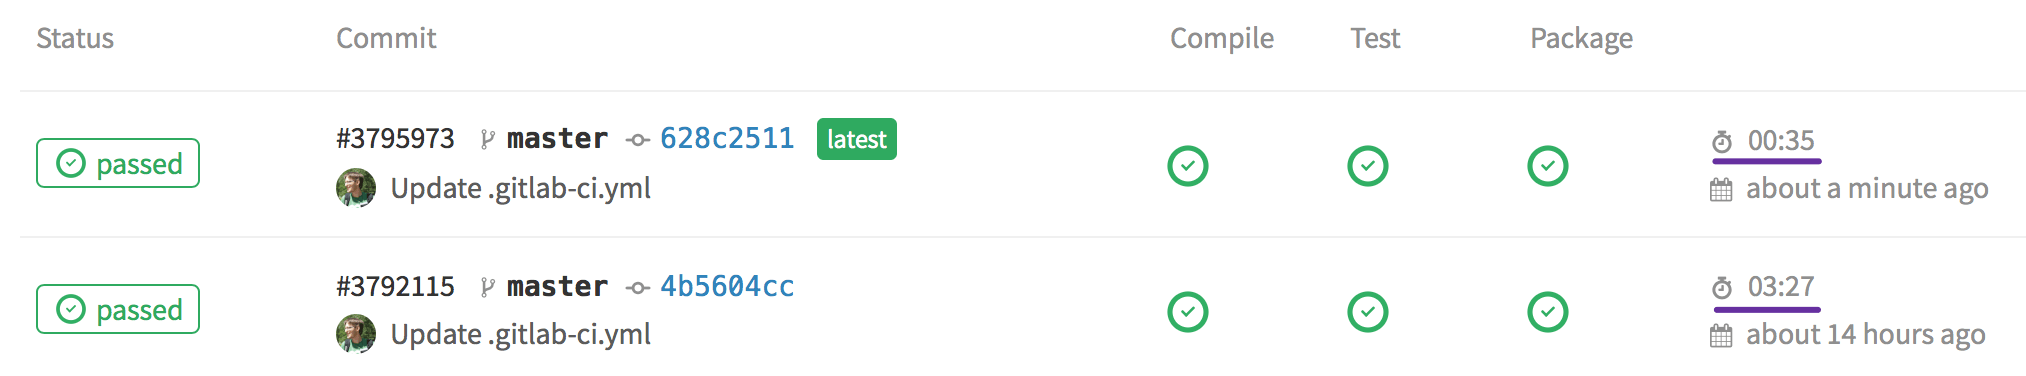 Status Commit Compile Test Package
#3795973 master 628c2511 latest
passed
Update .gitlab-ci.yml
00:35
about a minute ago
#3792115 master 4b5604cc
passed
Update .gitlab-ci.yml
03:27
about 14 hours ago